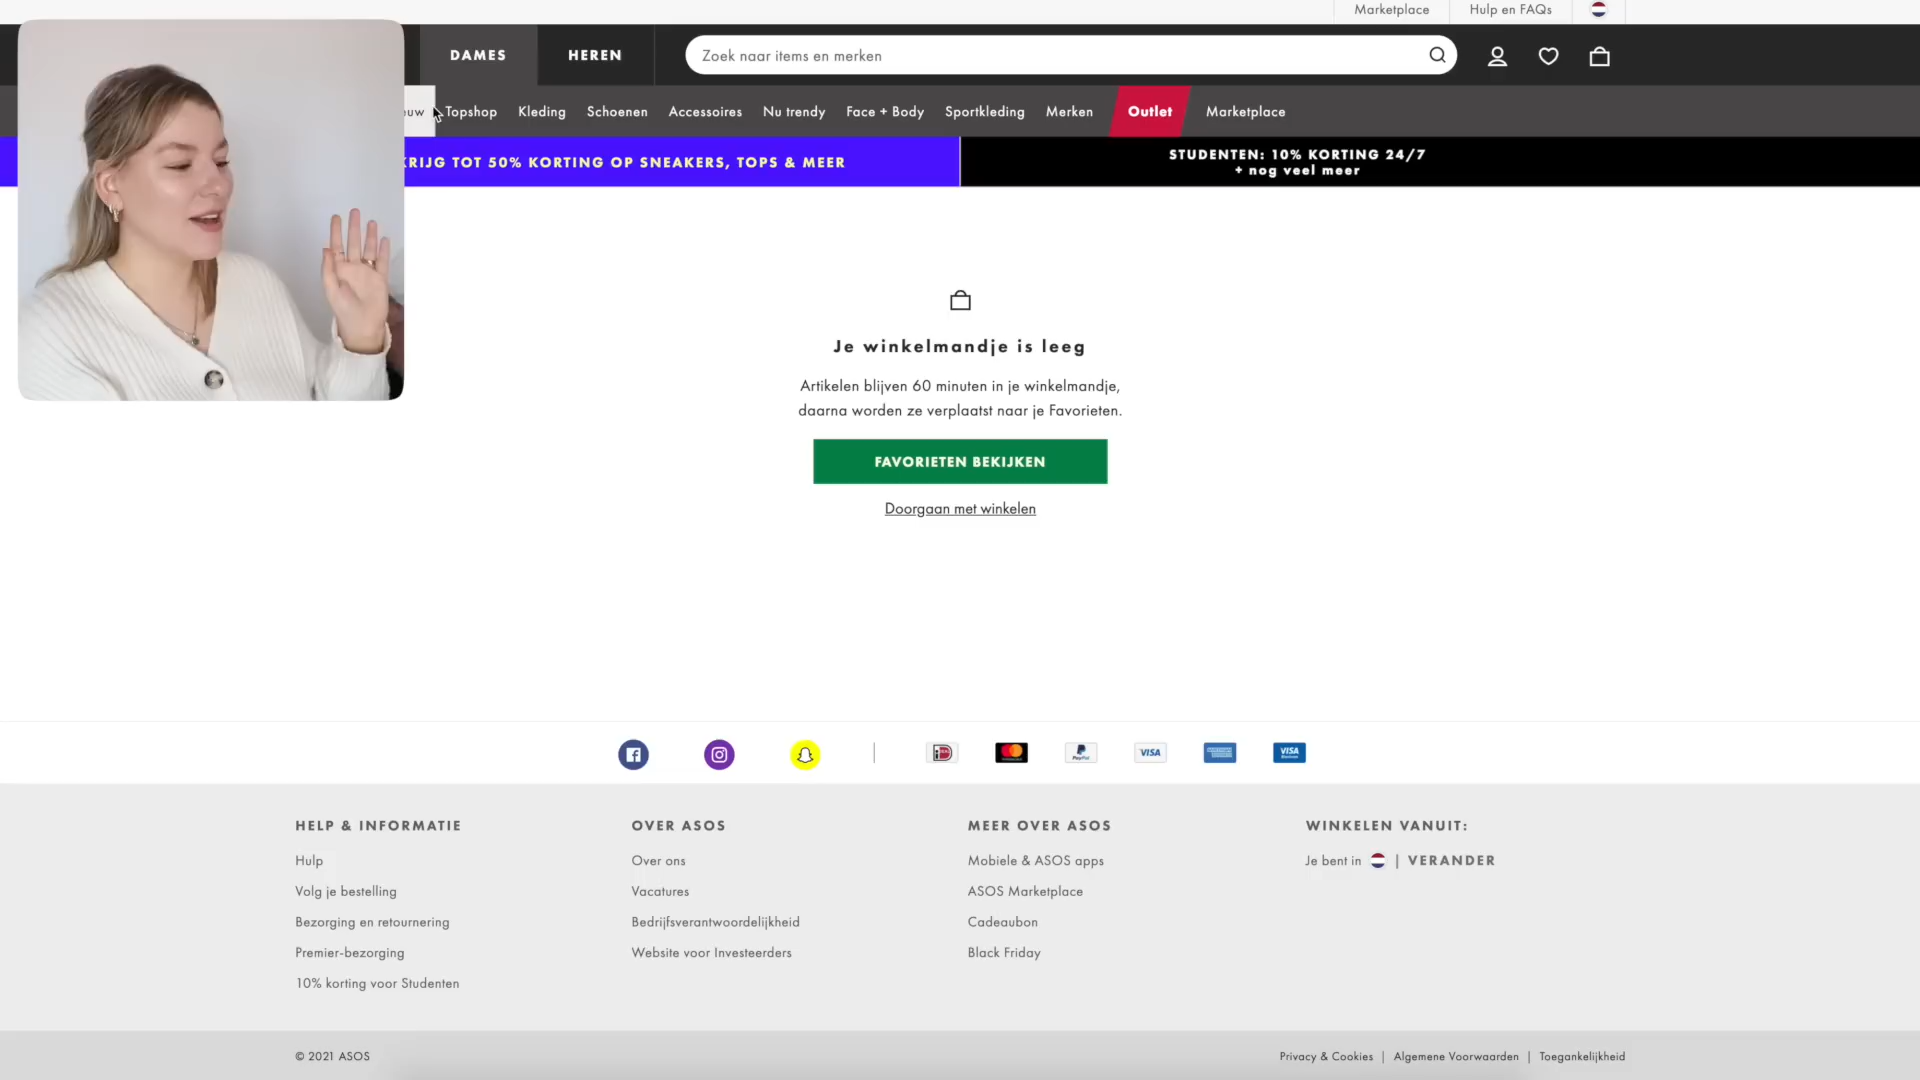 Marketplace
Hulp en FAQs
DAMES
HEREN
Zoek naar items en merken
Topshop
Kleding
Schoenen
Accessoires
Nu trendy
Face + Body
Sportkleding
Merken
Outlet
Marketplace
KRIJG TOT 50% KORTING OP SNEAKERS, TOPS & MEER
STUDENTEN: 10% KORTING 24/7
+ nog veel meer
Je winkelmandje is leeg
Artikelen blijven 60 minuten in je winkelmandje,
daarna worden ze verplaatst naar je Favorieten.
FAVORIETEN BEKIJKEN
Doorgaan met winkelen
PayPal
VISA
VISA
HELP & INFORMATIE
Hulp
Volg je bestelling
Bezorging en retournering
Premier-bezorging
10% korting voor Studenten
OVER ASOS
Over ons
Vacatures
Bedrijfsverantwoordelijkheid
Website voor Investeerders
MEER OVER ASOS
Mobiele & ASOS apps
ASOS Marketplace
Cadeaubon
Black Friday
WINKELEN VANUIT:
Je bent in | VERANDER
© 2021 ASOS
Privacy & Cookies | Algemene Voorwaarden | Toegankelijkheid